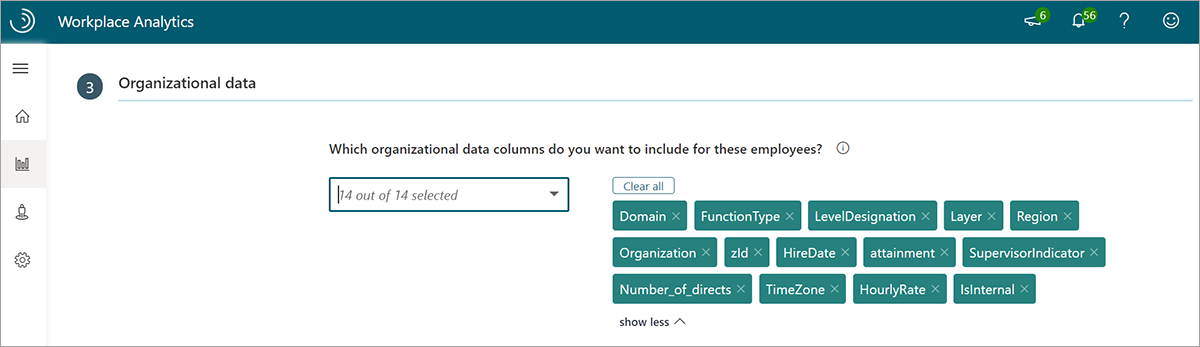 Workplace Analytics
6
56
?
3
Organizational data
Which organizational data columns do you want to include for these employees?
14 out of 14 selected
Clear all
Domain × FunctionType × LevelDesignation × Layer × Region ×
Organization × zId × HireDate × attainment × SupervisorIndicator ×
Number_of_directs × TimeZone × HourlyRate × IsInternal ×
show less